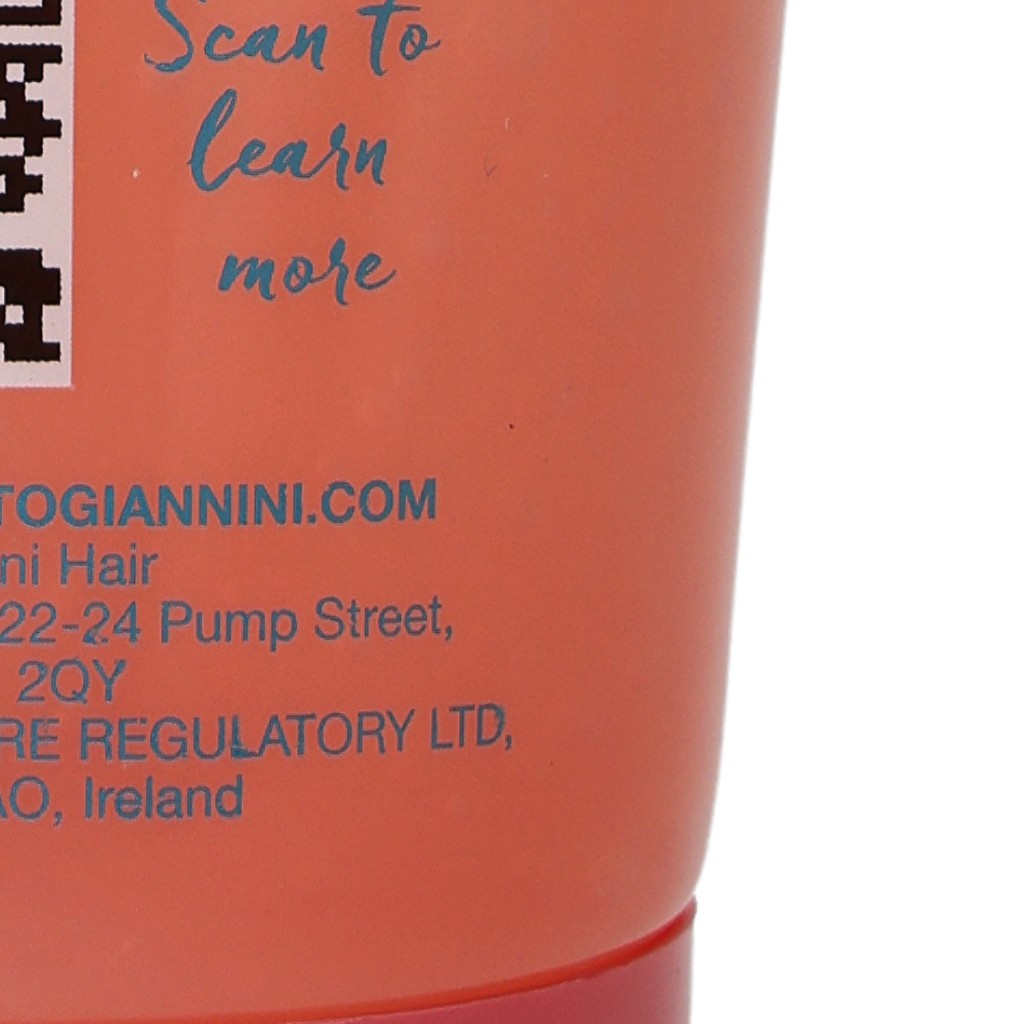 Scan to
learn
more
TOGIANNINI.COM
ni Hair
22-24 Pump Street,
2QY
RE REGULATORY LTD,
AO, Ireland